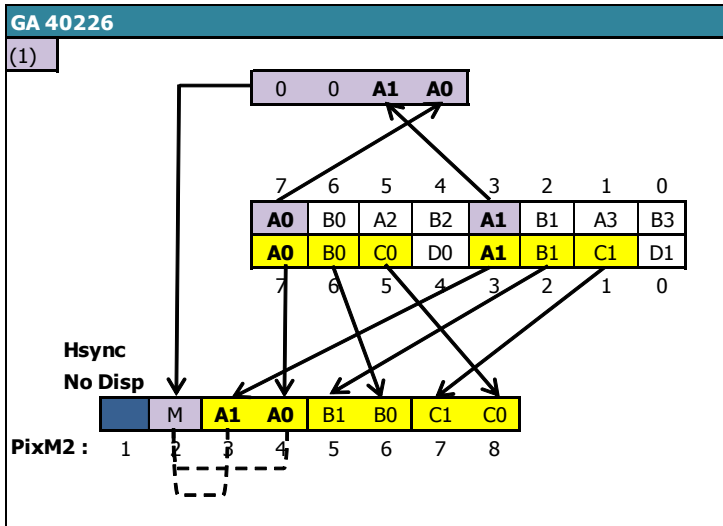 GA 40226
(1)
0 0 A1 A0
7 6 5 4 3 2 1 0
A0 B0 A2 B2 A1 B1 A3 B3
A0 B0 C0 D0 A1 B1 C1 D1
7 6 5 4 3 2 1 0
Hsync
No Disp
M A1 A0 B1 B0 C1 C0
PixM2 : 1 2 3 4 5 6 7 8